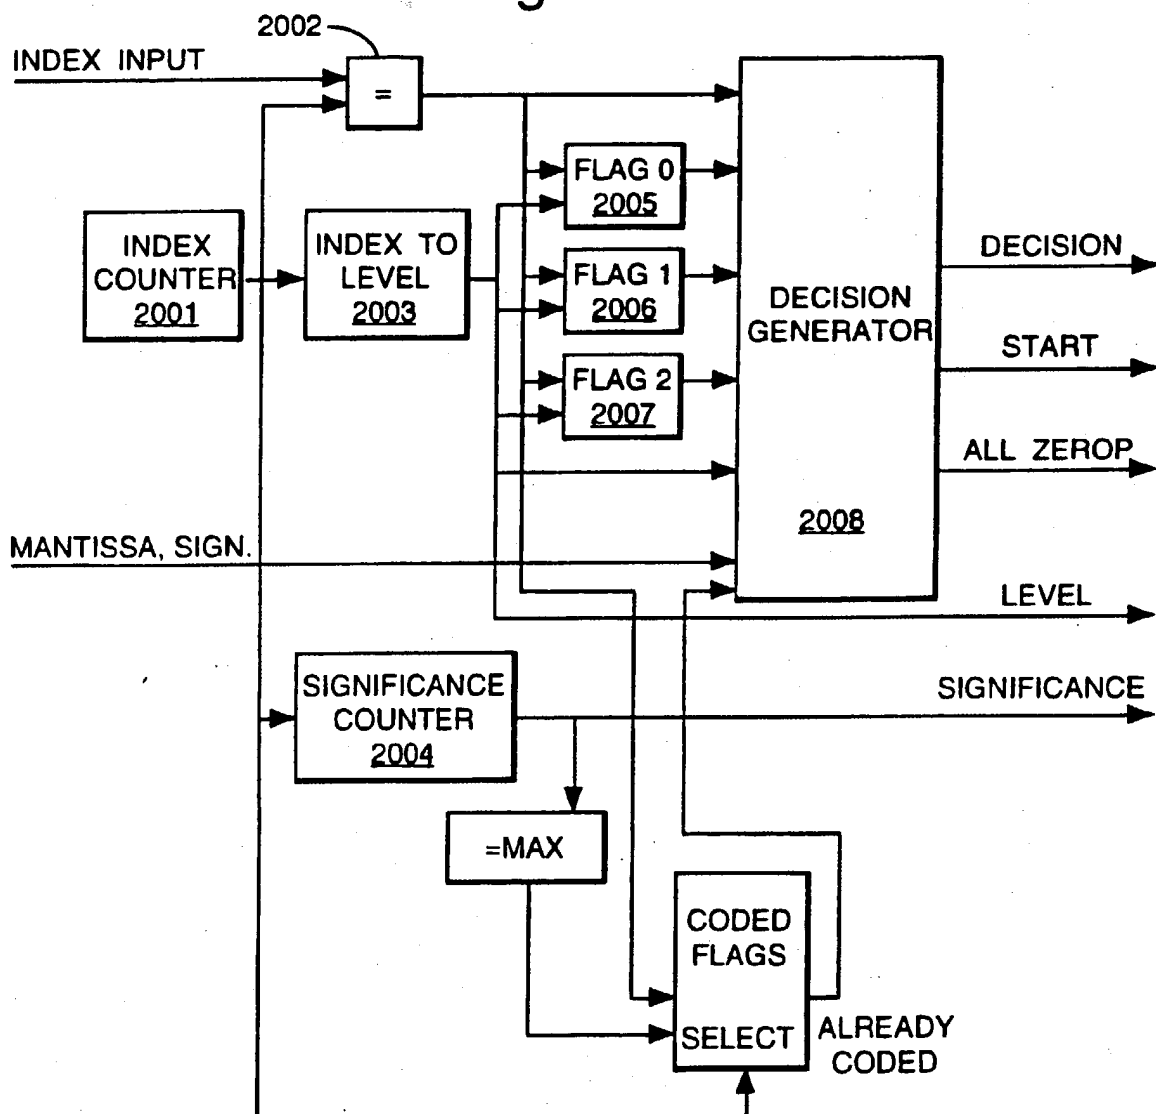 2002
INDEX INPUT
=
FLAG 0
2005
INDEX
COUNTER
2001
INDEX TO
LEVEL
2003
FLAG 1
2006
FLAG 2
2007
DECISION
GENERATOR
2008
DECISION
START
ALL ZEROP
MANTISSA, SIGN.
LEVEL
SIGNIFICANCE
COUNTER
2004
SIGNIFICANCE
=MAX
CODED
FLAGS
SELECT
ALREADY
CODED